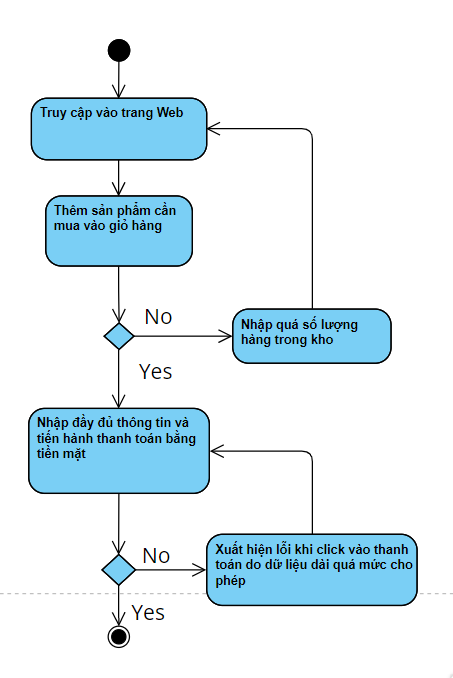 Truy cập vào trang Web
Thêm sản phẩm cần
mua vào giỏ hàng
No
Nhập quá số lượng
hàng trong kho
Yes
Nhập đầy đủ thông tin và
tiến hành thanh toán bằng
tiền mặt
No
Xuất hiện lỗi khi click vào thanh
toán do dữ liệu dài quá mức cho
phép
Yes